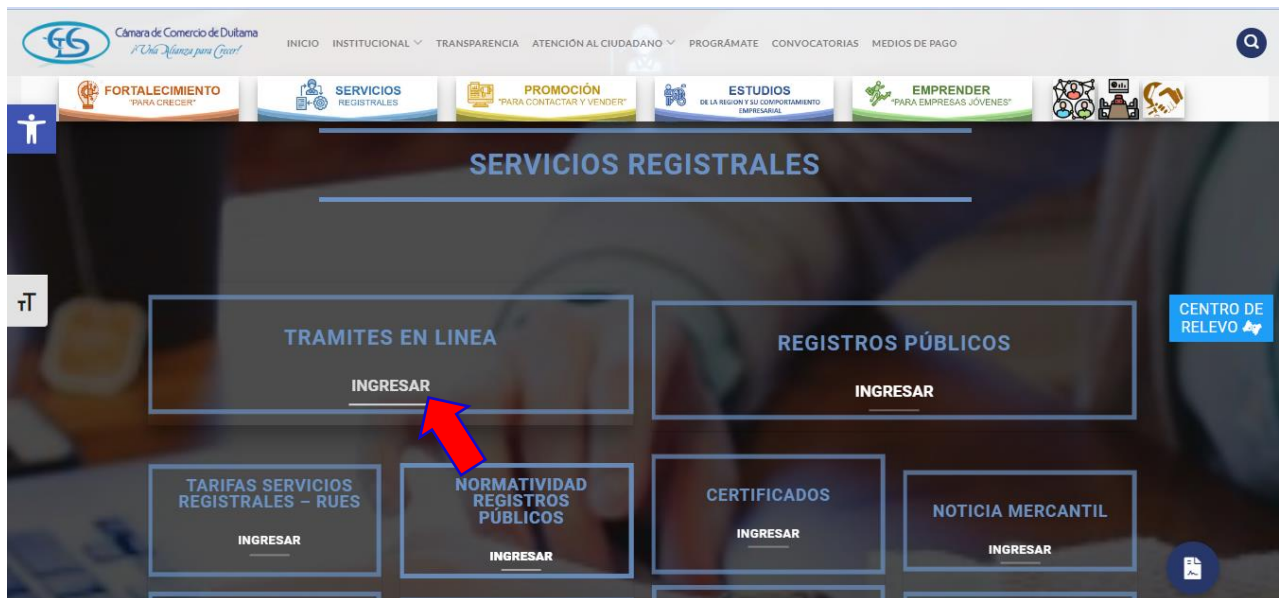 Cámara de Comercio de Duitama
¡Una Alianza para Crecer!
INICIO INSTITUCIONAL TRANSPARENCIA ATENCIÓN AL CIUDADANO PROGRÁMATE CONVOCATORIAS MEDIOS DE PAGO
FORTALECIMIENTO
"PARA CRECER"
SERVICIOS
REGISTRALES
PROMOCIÓN
"PARA CONTACTAR Y VENDER"
ESTUDIOS
DE LA REGION Y SU COMPORTAMIENTO
EMPRESARIAL
EMPRENDER
"PARA EMPRESAS JÓVENES"
SERVICIOS REGISTRALES
TT
CENTRO DE
RELEVO
TRAMITES EN LINEA
INGRESAR
REGISTROS PÚBLICOS
INGRESAR
TARIFAS SERVICIOS
REGISTRALES – RUES
INGRESAR
NORMATIVIDAD
REGISTROS
PÚBLICOS
INGRESAR
CERTIFICADOS
INGRESAR
NOTICIA MERCANTIL
INGRESAR